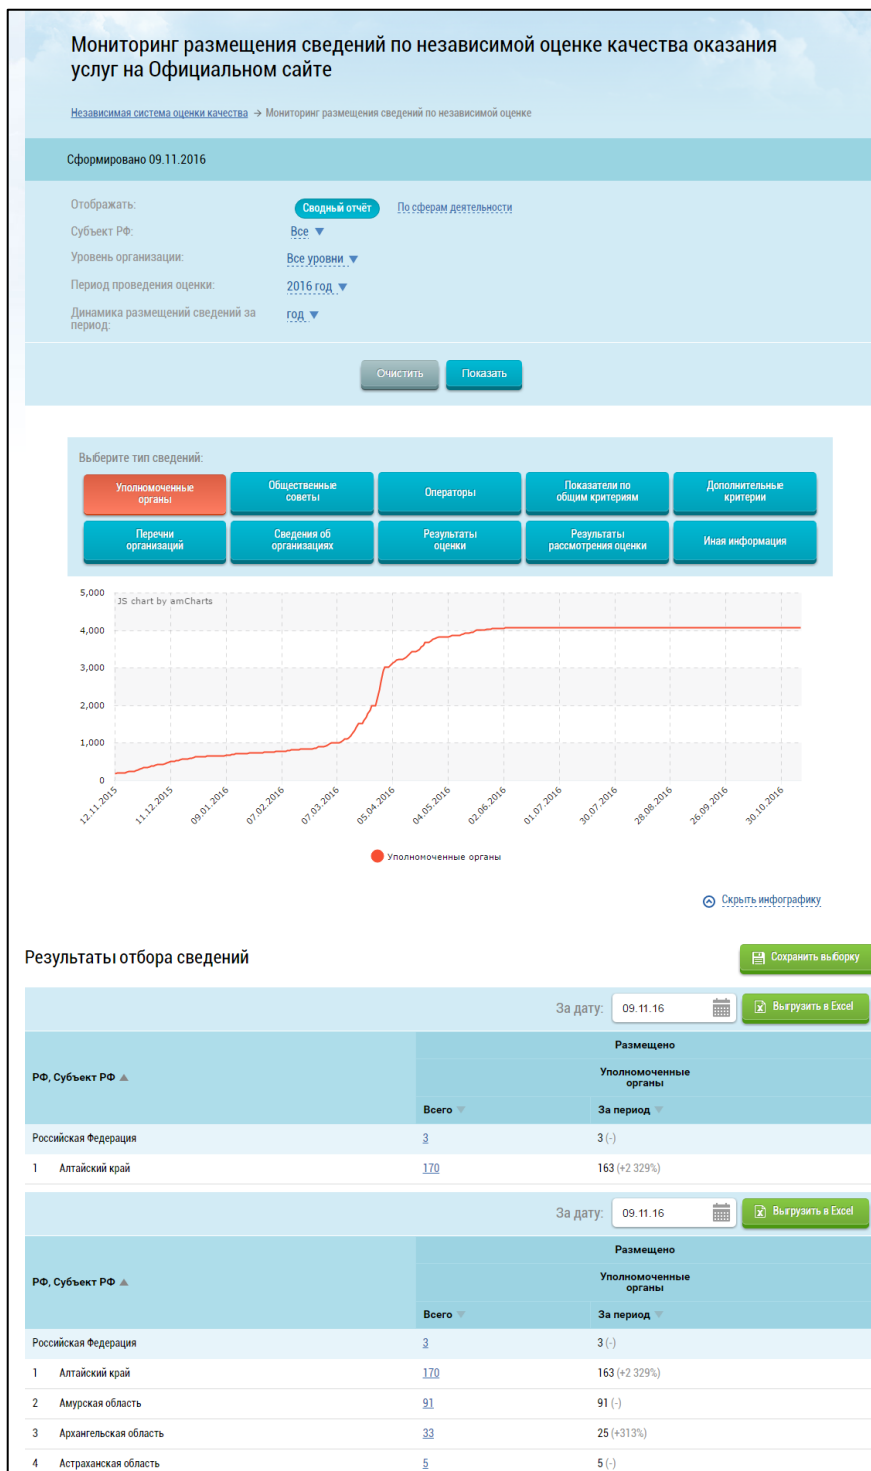 Мониторинг размещения сведений по независимой оценке качества оказания
услуг на Официальном сайте
Независимая система оценки качества → Мониторинг размещения сведений по независимой оценке
Сформировано 09.11.2016
Отображать: Сводный отчёт По сферам деятельности
Субъект РФ: Все ▼
Уровень организации: Все уровни ▼
Период проведения оценки: 2016 год ▼
Динамика размещений сведений за
период: год ▼
Очистить Показать
Выберите тип сведений:
Уполномоченные
органы
Общественные
советы
Операторы
Показатели по
общим критериям
Дополнительные
критерии
Перечни
организаций
Сведения об
организациях
Результаты
оценки
Результаты
рассмотрения оценки
Иная информация
JS chart by amCharts
5,000
4,000
3,000
2,000
1,000
0
12.11.2015 11.12.2015 09.01.2016 07.02.2016 07.03.2016 05.04.2016 04.05.2016 02.06.2016 01.07.2016 30.07.2016 28.08.2016 26.09.2016 30.10.2016
Уполномоченные органы
Скрыть инфографику
Результаты отбора сведений Сохранить выборку
За дату: 09.11.16 Выгрузить в Excel
Размещено
РФ, Субъект РФ ▲
Уполномоченные
органы
Всего ▼ За период ▼
Российская Федерация 3 3 (-)
1 Алтайский край 170 163 (+2 329%)
За дату: 09.11.16 Выгрузить в Excel
Размещено
РФ, Субъект РФ ▲
Уполномоченные
органы
Всего ▼ За период ▼
Российская Федерация 3 3 (-)
1 Алтайский край 170 163 (+2 329%)
2 Амурская область 91 91 (-)
3 Архангельская область 33 25 (+313%)
4 Астраханская область 5 5 (-)